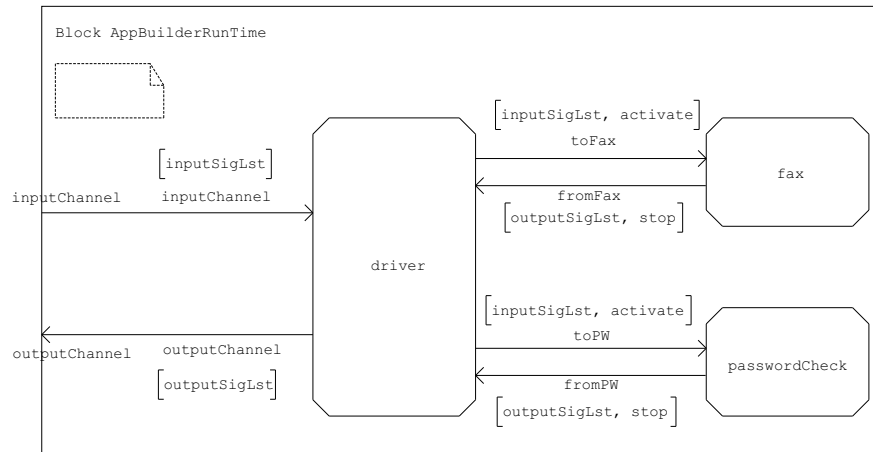 Block AppBuilderRunTime
[inputSigLst, activate]
toFax
[inputSigLst]
inputChannel
inputChannel
fax
fromFax
[outputSigLst, stop]
driver
[inputSigLst, activate]
toPW
outputChannel
outputChannel
[outputSigLst]
passwordCheck
fromPW
[outputSigLst, stop]